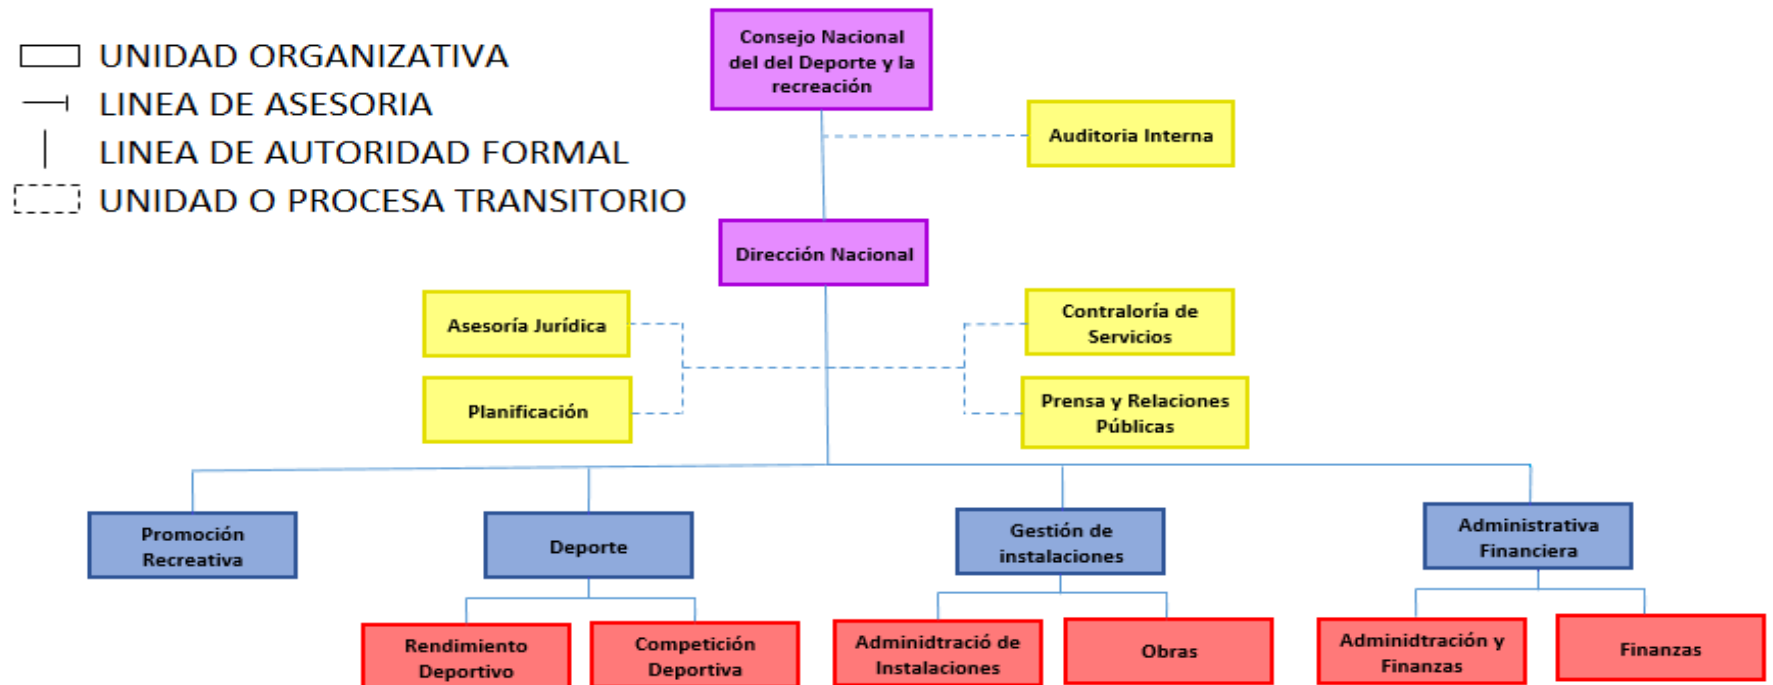 UNIDAD ORGANIZATIVA
LINEA DE ASESORIA
LINEA DE AUTORIDAD FORMAL
UNIDAD O PROCESA TRANSITORIO
Consejo Nacional
del del Deporte y la
recreación
Auditoria Interna
Dirección Nacional
Asesoría Jurídica
Contraloría de
Servicios
Planificación
Prensa y Relaciones
Públicas
Promoción
Recreativa
Deporte
Gestión de
instalaciones
Administrativa
Financiera
Rendimiento
Deportivo
Competición
Deportiva
Adminidtració de
Instalaciones
Obras
Adminidtración y
Finanzas
Finanzas